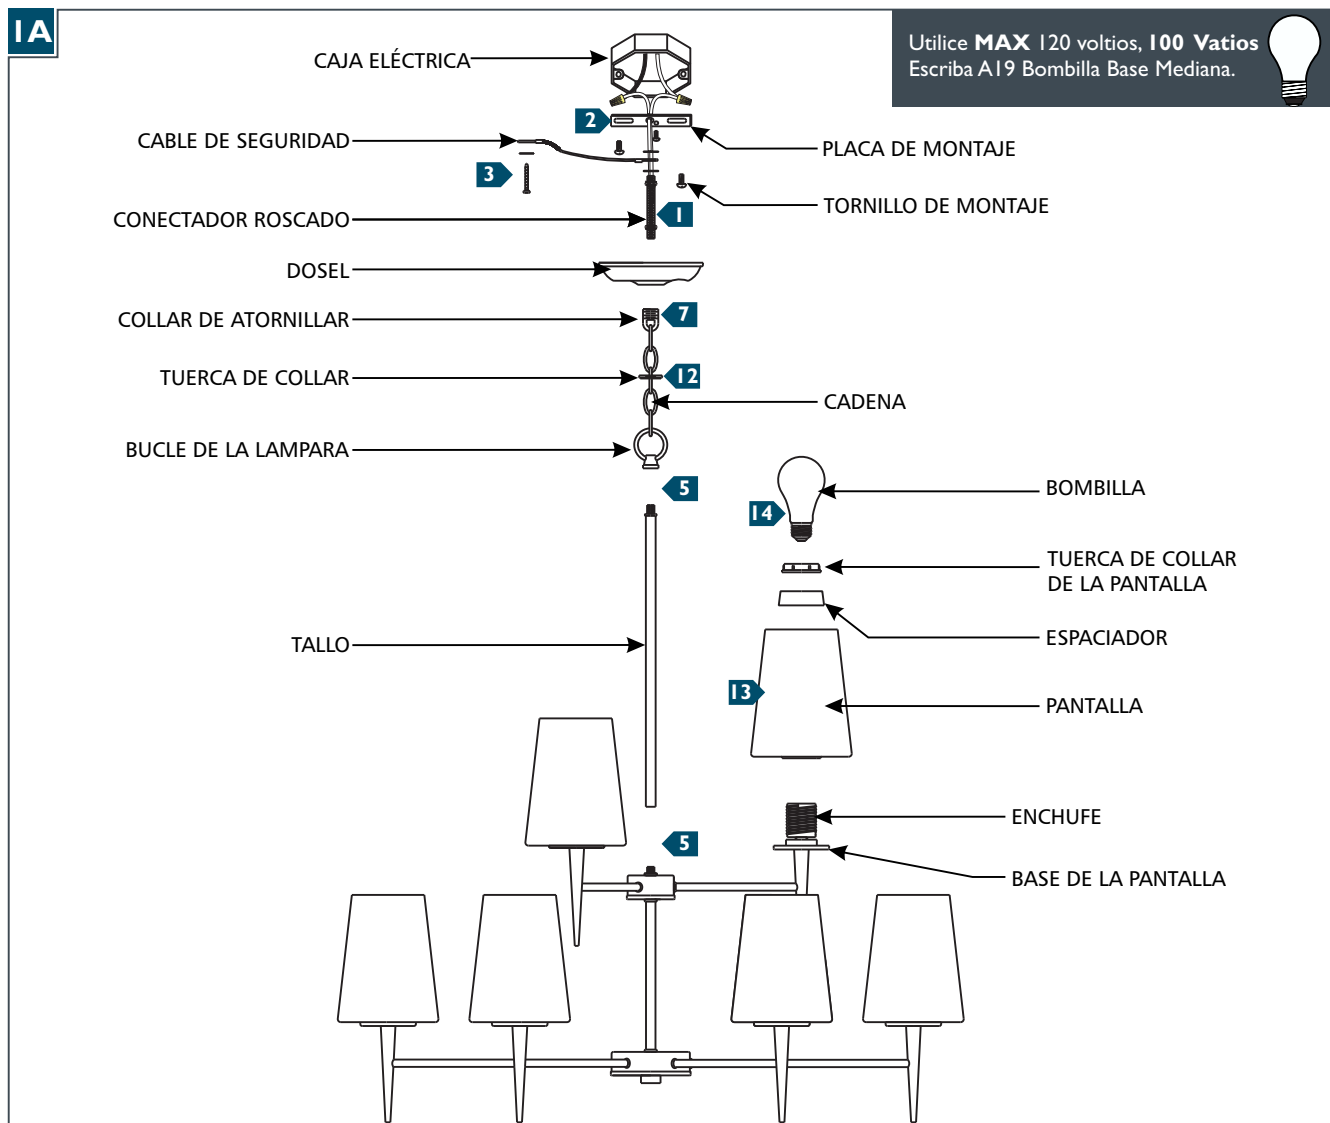 1A
Utilice MAX 120 voltios, 100 Vatios
Escriba A19 Bombilla Base Mediana.
CAJA ELÉCTRICA
2
CABLE DE SEGURIDAD
PLACA DE MONTAJE
3
TORNILLO DE MONTAJE
CONECTADOR ROSCADO
1
DOSEL
COLLAR DE ATORNILLAR
7
TUERCA DE COLLAR
12
CADENA
BUCLE DE LA LAMPARA
5
BOMBILLA
14
TUERCA DE COLLAR
DE LA PANTALLA
ESPACIADOR
TALLO
13
PANTALLA
ENCHUFE
5
BASE DE LA PANTALLA